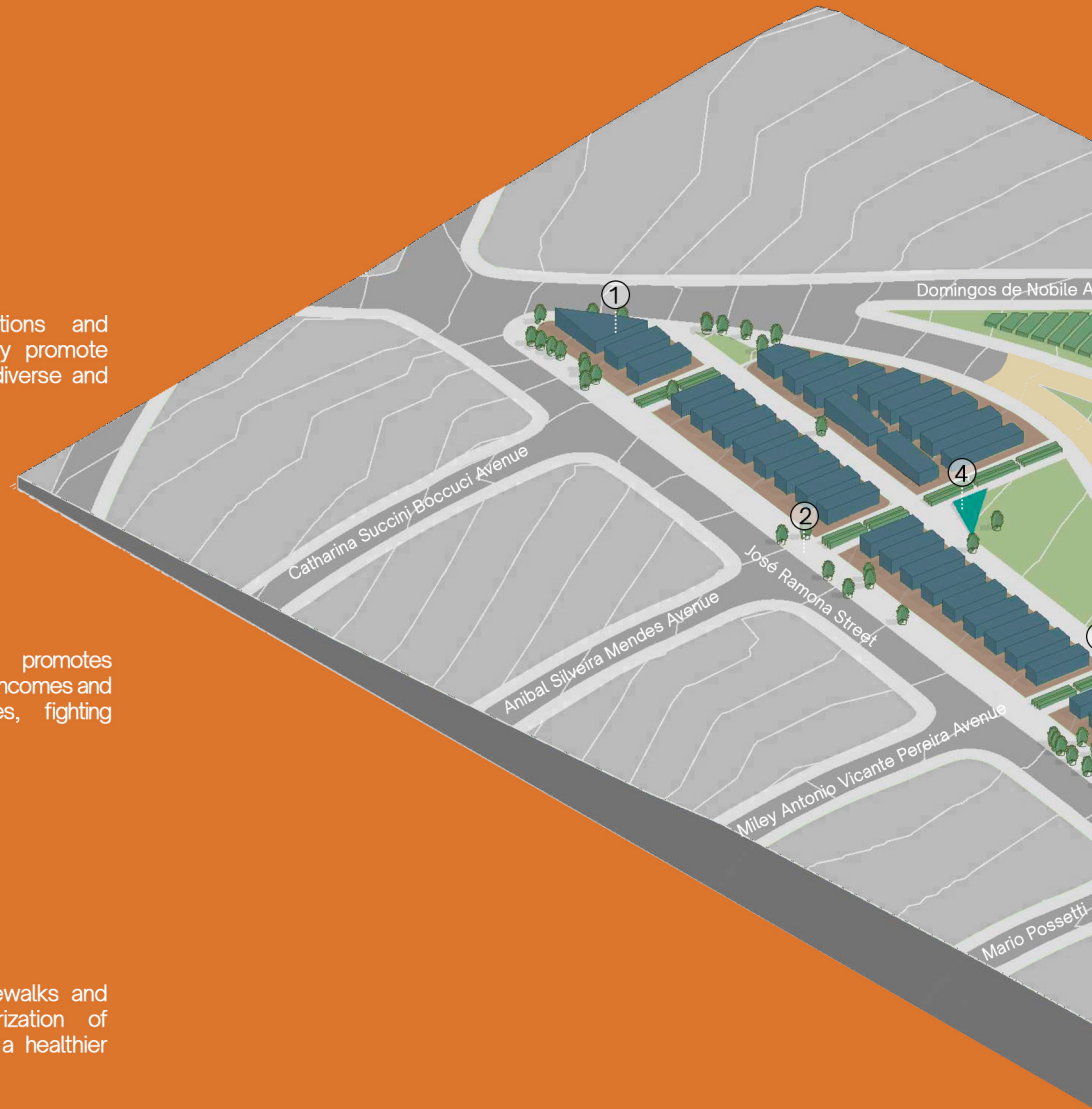 tions and
y promote
diverse and
promotes
ncomes and
es, fighting
ewalks and
rization of
a healthier
1
Domingos de Nobile A
4
2
Catharina Succini Boccuci Avenue
José Ramona Street
Anibal Silveira Mendes Avenue
Miley Antonio Vicante Pereira Avenue
Mario Possetti